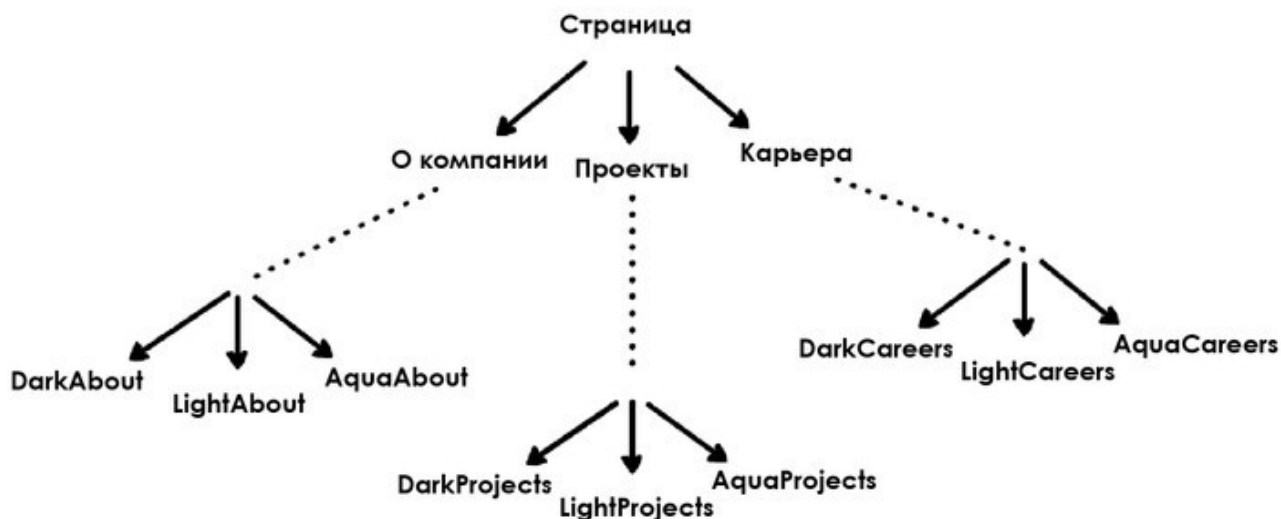 Страница
О компании
Проекты
Карьера
DarkAbout
LightAbout
AquaAbout
DarkProjects
LightProjects
AquaProjects
DarkCareers
LightCareers
AquaCareers